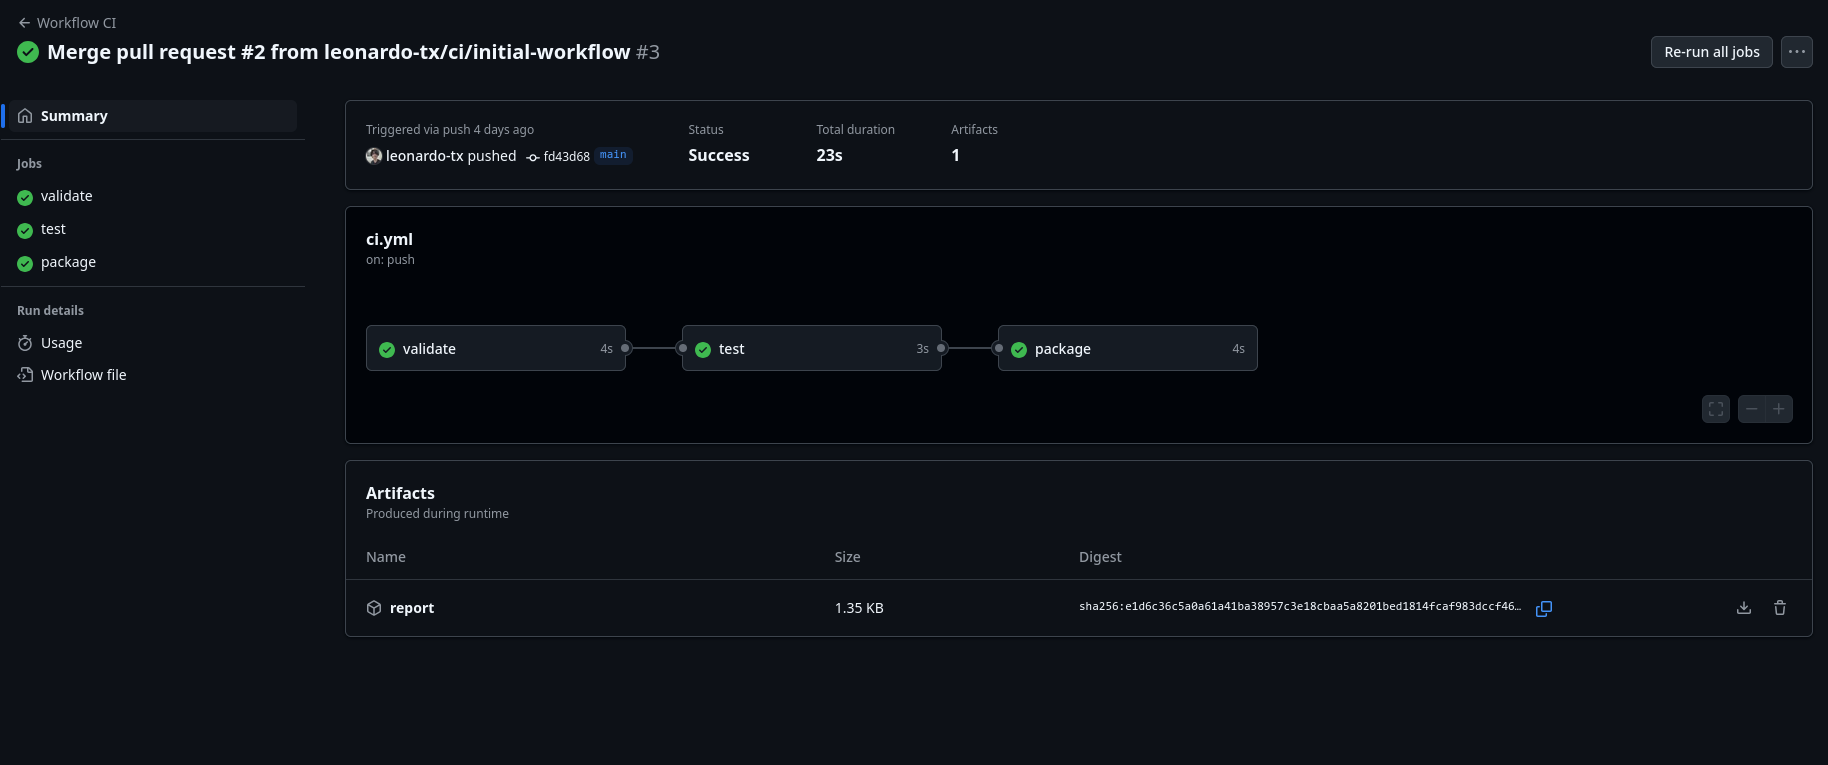 Workflow CI
Merge pull request #2 from leonardo-tx/ci/initial-workflow #3
Re-run all jobs
Summary
Jobs
validate
test
package
Run details
Usage
Workflow file
Triggered via push 4 days ago
leonardo-tx pushed fd43d68 main
Status
Success
Total duration
23s
Artifacts
1
ci.yml
on: push
validate 4s
test 3s
package 4s
Artifacts
Produced during runtime
Name Size Digest
report 1.35 KB sha256:e1d6c36c5a0a61a41ba38957c3e18cbaa5a8201bed1814fcaf983dccf46…